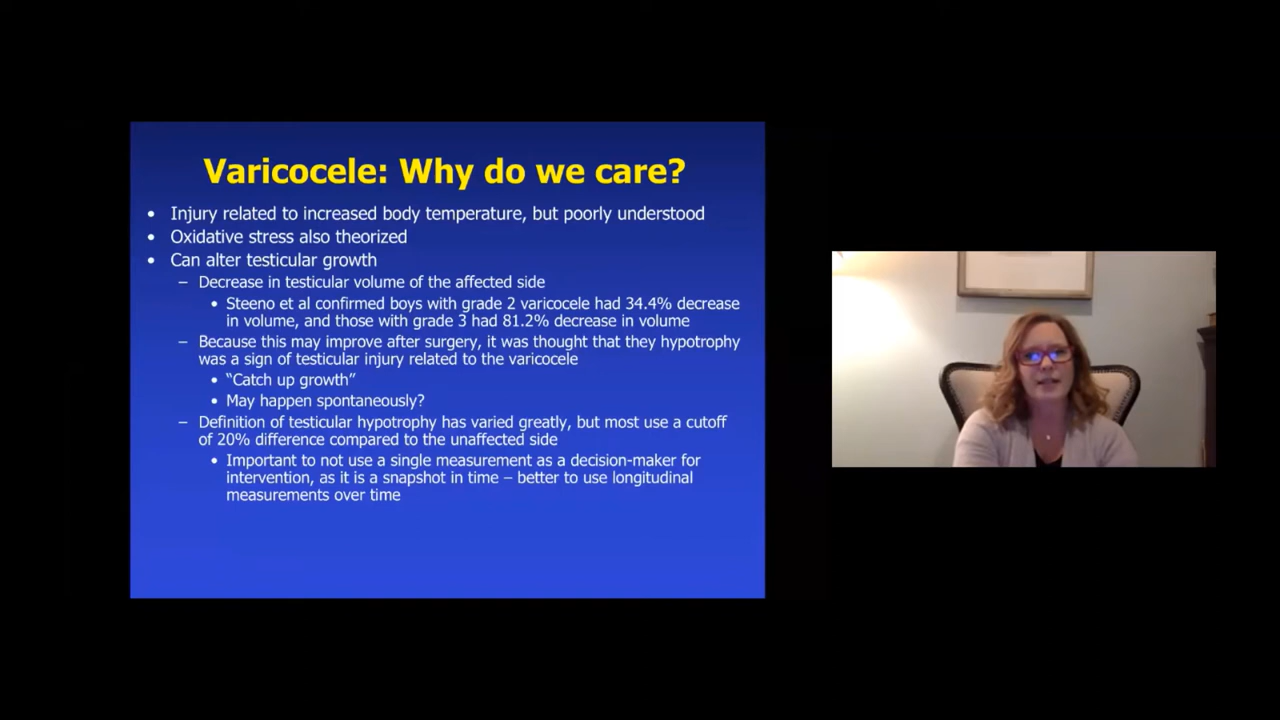 Varicocele: Why do we care?
• Injury related to increased body temperature, but poorly understood
• Oxidative stress also theorized
• Can alter testicular growth
– Decrease in testicular volume of the affected side
• Steeno et al confirmed boys with grade 2 varicocele had 34.4% decrease
in volume, and those with grade 3 had 81.2% decrease in volume
– Because this may improve after surgery, it was thought that they hypotrophy
was a sign of testicular injury related to the varicocele
• “Catch up growth”
• May happen spontaneously?
– Definition of testicular hypotrophy has varied greatly, but most use a cutoff
of 20% difference compared to the unaffected side
• Important to not use a single measurement as a decision-maker for
intervention, as it is a snapshot in time – better to use longitudinal
measurements over time